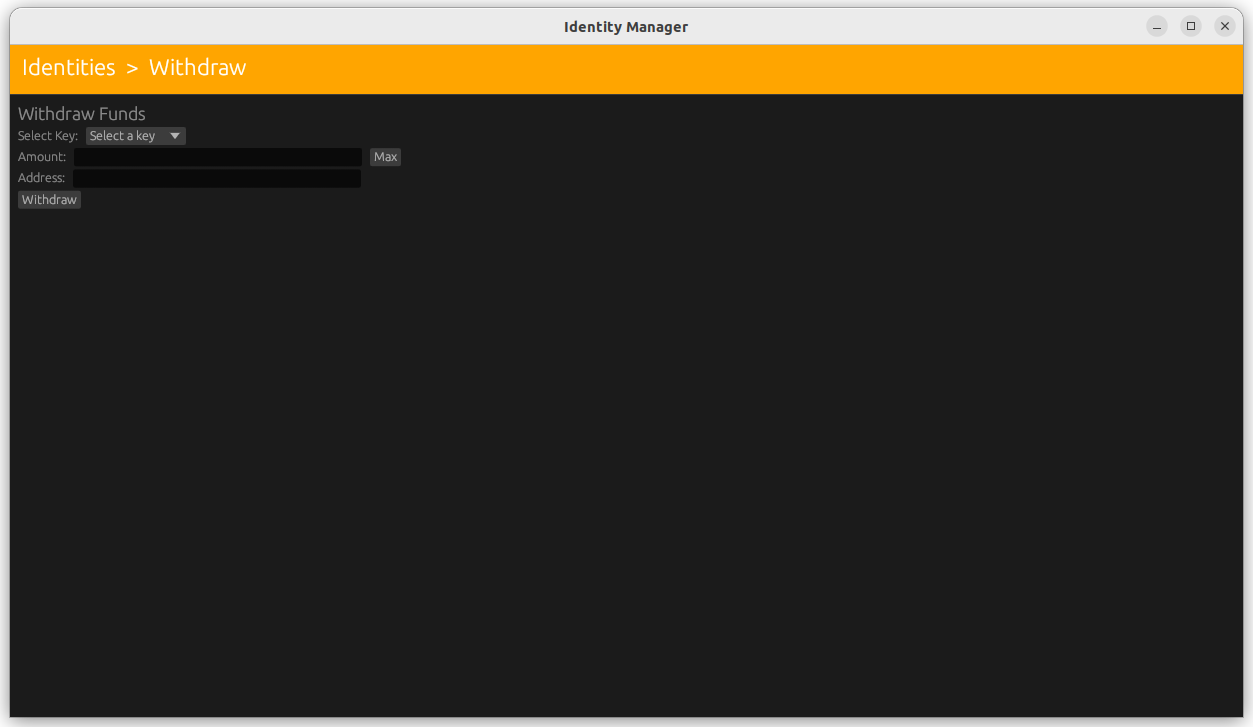 Identity Manager
Identities > Withdraw
Withdraw Funds
Select Key: Select a key
Amount: Max
Address:
Withdraw